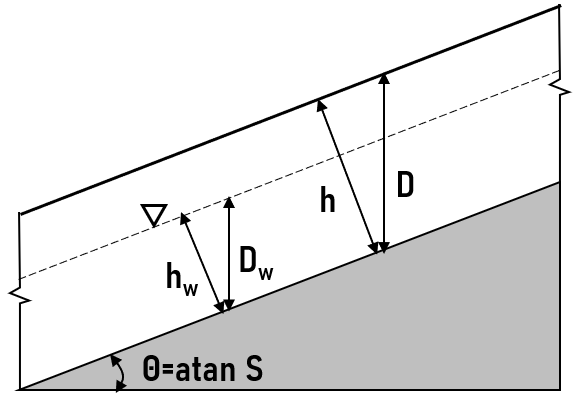 D
h
D_w
h_w
θ=atan S